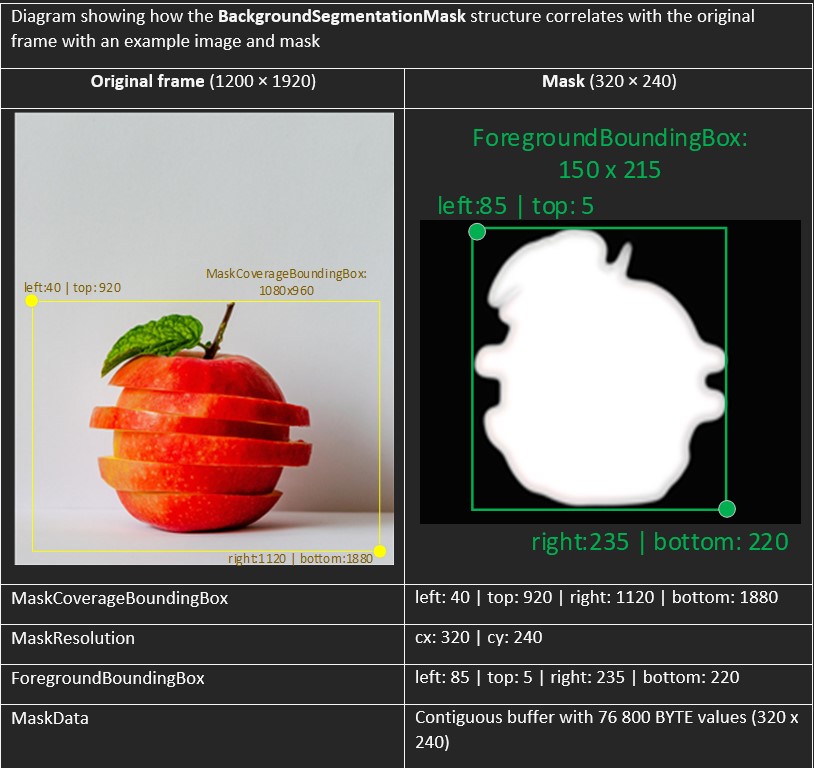 Diagram showing how the BackgroundSegmentationMask structure correlates with the original
frame with an example image and mask
Original frame (1200 × 1920)
Mask (320 × 240)
MaskCoverageBoundingBox:
1080x960
left:40 | top: 920
right:1120 | bottom:1880
ForegroundBoundingBox:
150 x 215
left:85 | top: 5
right:235 | bottom: 220
MaskCoverageBoundingBox
left: 40 | top: 920 | right: 1120 | bottom: 1880
MaskResolution
cx: 320 | cy: 240
ForegroundBoundingBox
left: 85 | top: 5 | right: 235 | bottom: 220
MaskData
Contiguous buffer with 76 800 BYTE values (320 x
240)